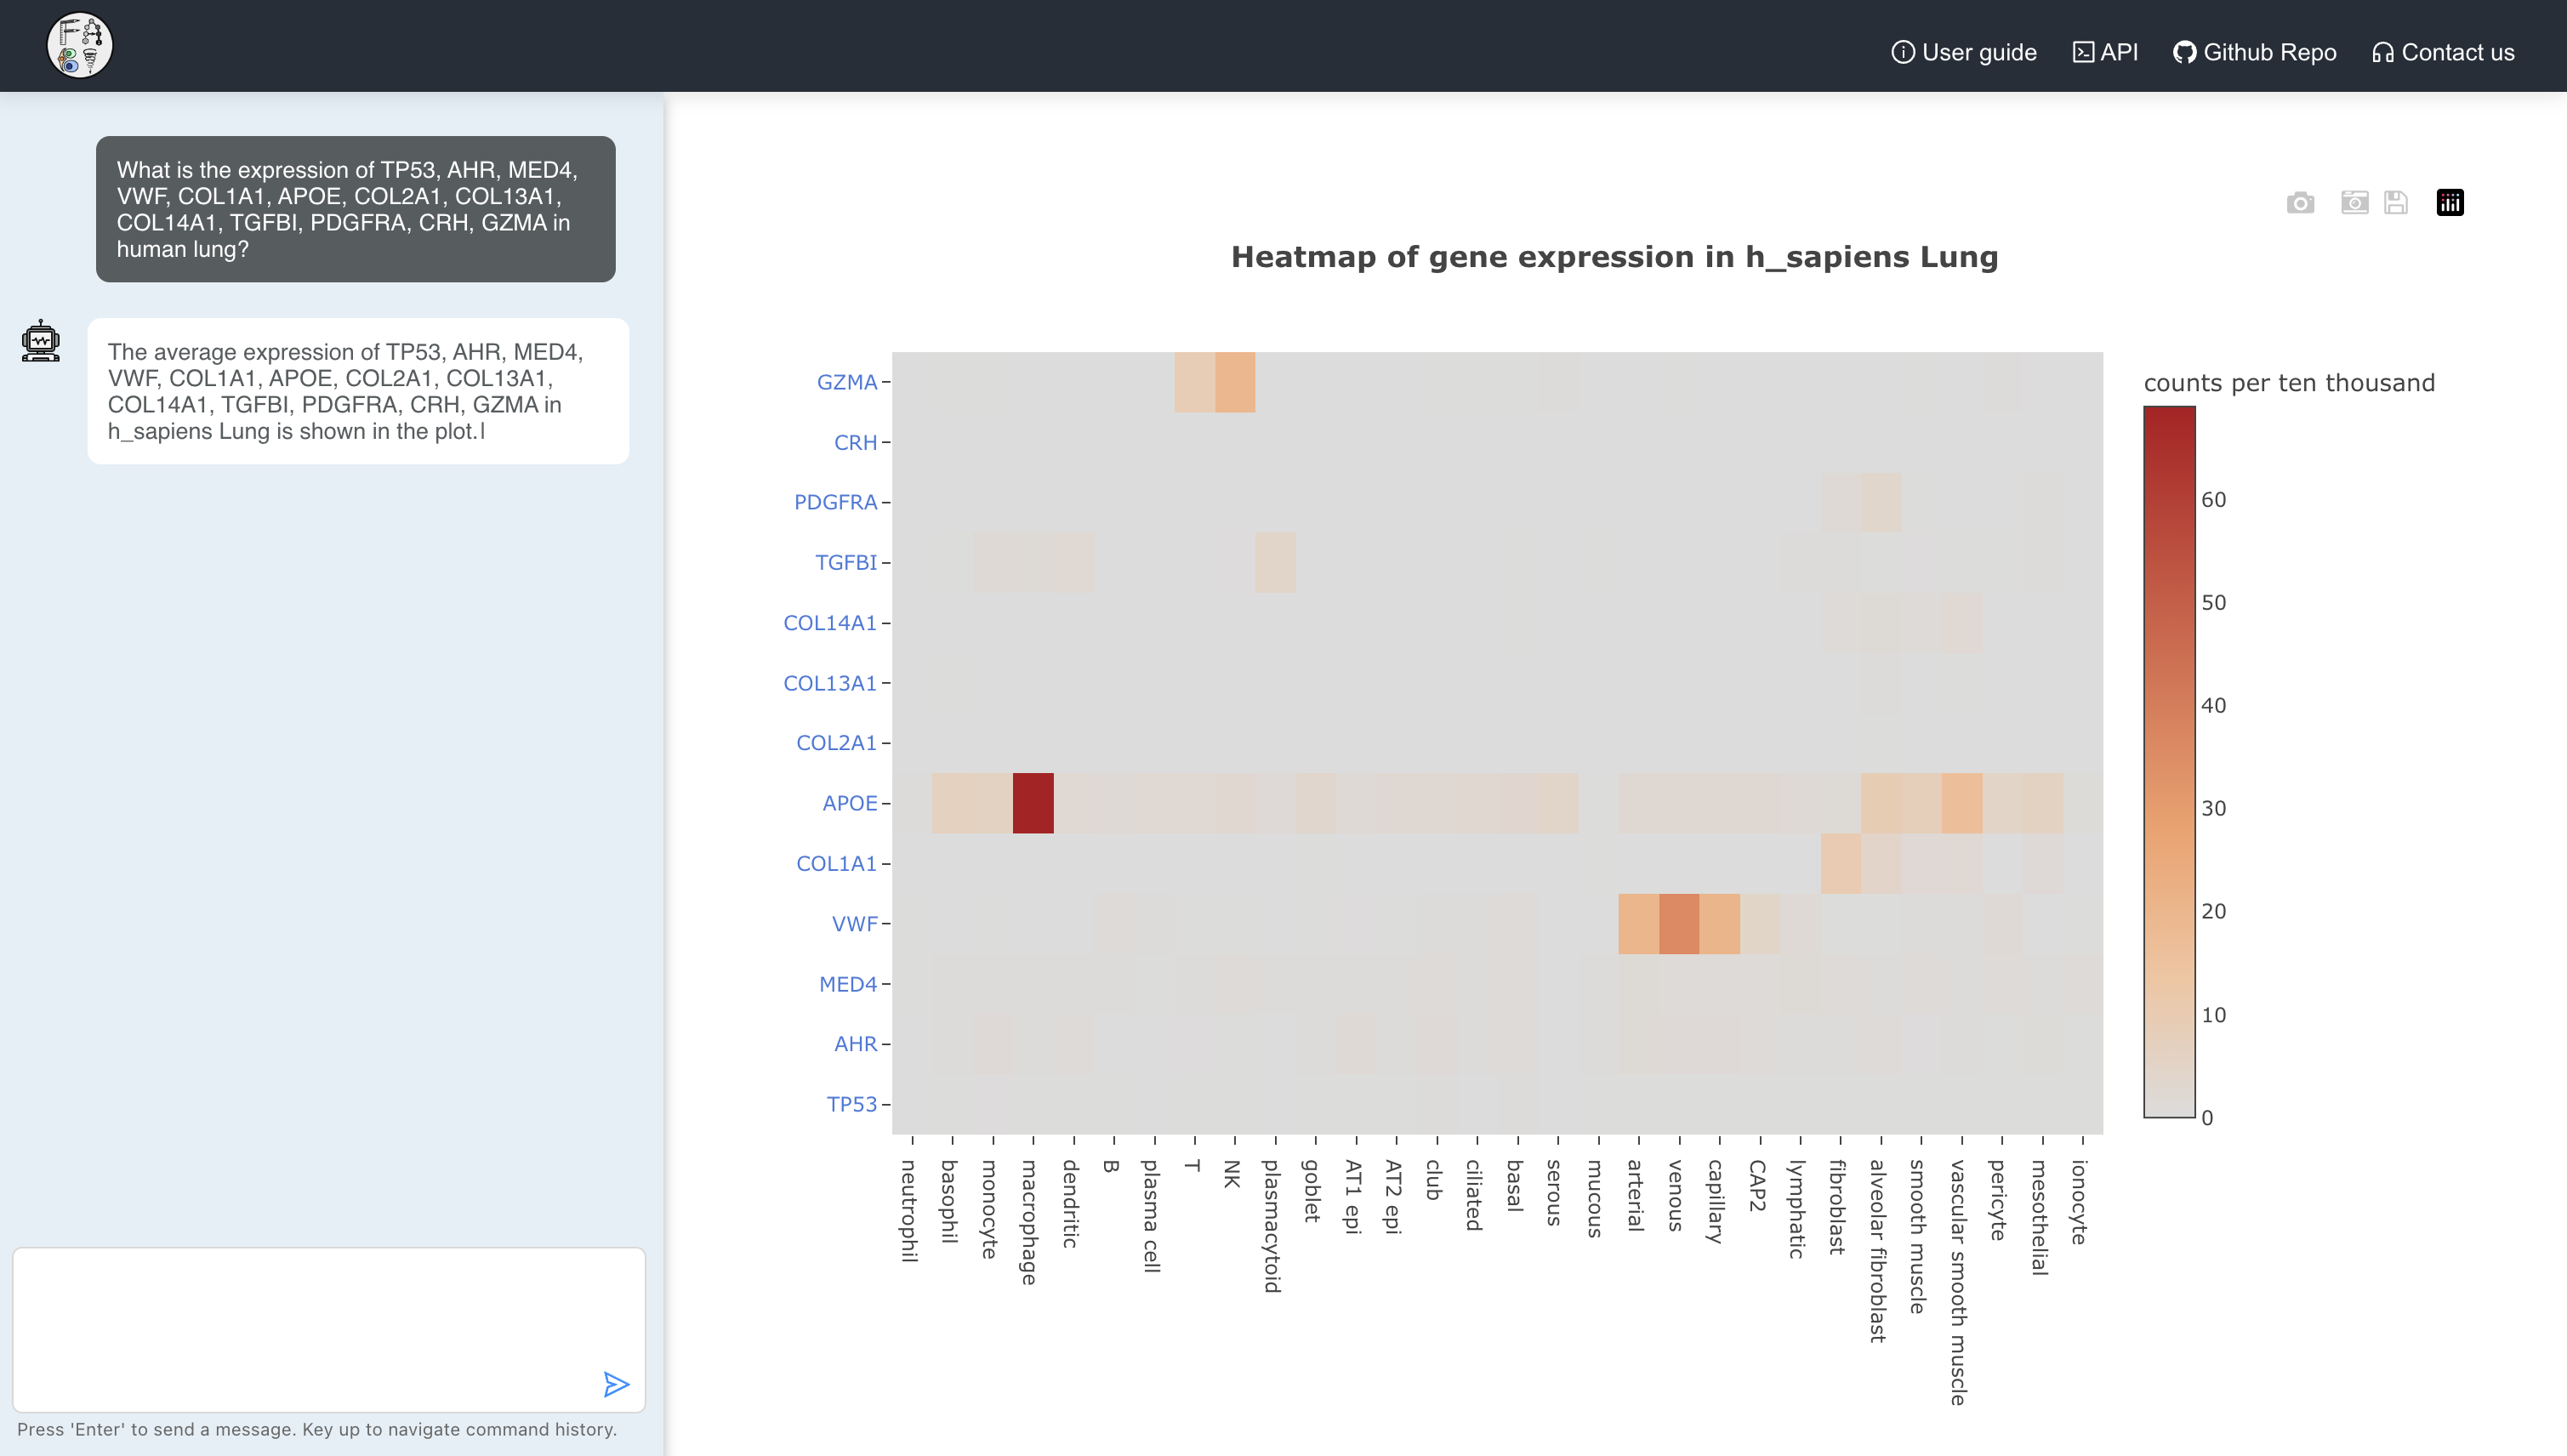 User guide
API
Github Repo
Contact us
What is the expression of TP53, AHR, MED4,
VWF, COL1A1, APOE, COL2A1, COL13A1,
COL14A1, TGFBI, PDGFRA, CRH, GZMA in
human lung?
The average expression of TP53, AHR, MED4,
VWF, COL1A1, APOE, COL2A1, COL13A1,
COL14A1, TGFBI, PDGFRA, CRH, GZMA in
h_sapiens Lung is shown in the plot.|
Press 'Enter' to send a message. Key up to navigate command history.
Heatmap of gene expression in h_sapiens Lung
GZMA
CRH
PDGFRA
TGFBI
COL14A1
COL13A1
COL2A1
APOE
COL1A1
VWF
MED4
AHR
TP53
neutrophil
basophil
monocyte
macrophage
dendritic
B
plasma cell
T
NK
plasmacytoid
goblet
AT1 epi
AT2 epi
club
ciliated
basal
serous
mucous
arterial
venous
capillary
CAP2
lymphatic
fibroblast
alveolar fibroblast
smooth muscle
vascular smooth muscle
pericyte
mesothelial
ionocyte
counts per ten thousand
60
50
40
30
20
10
0